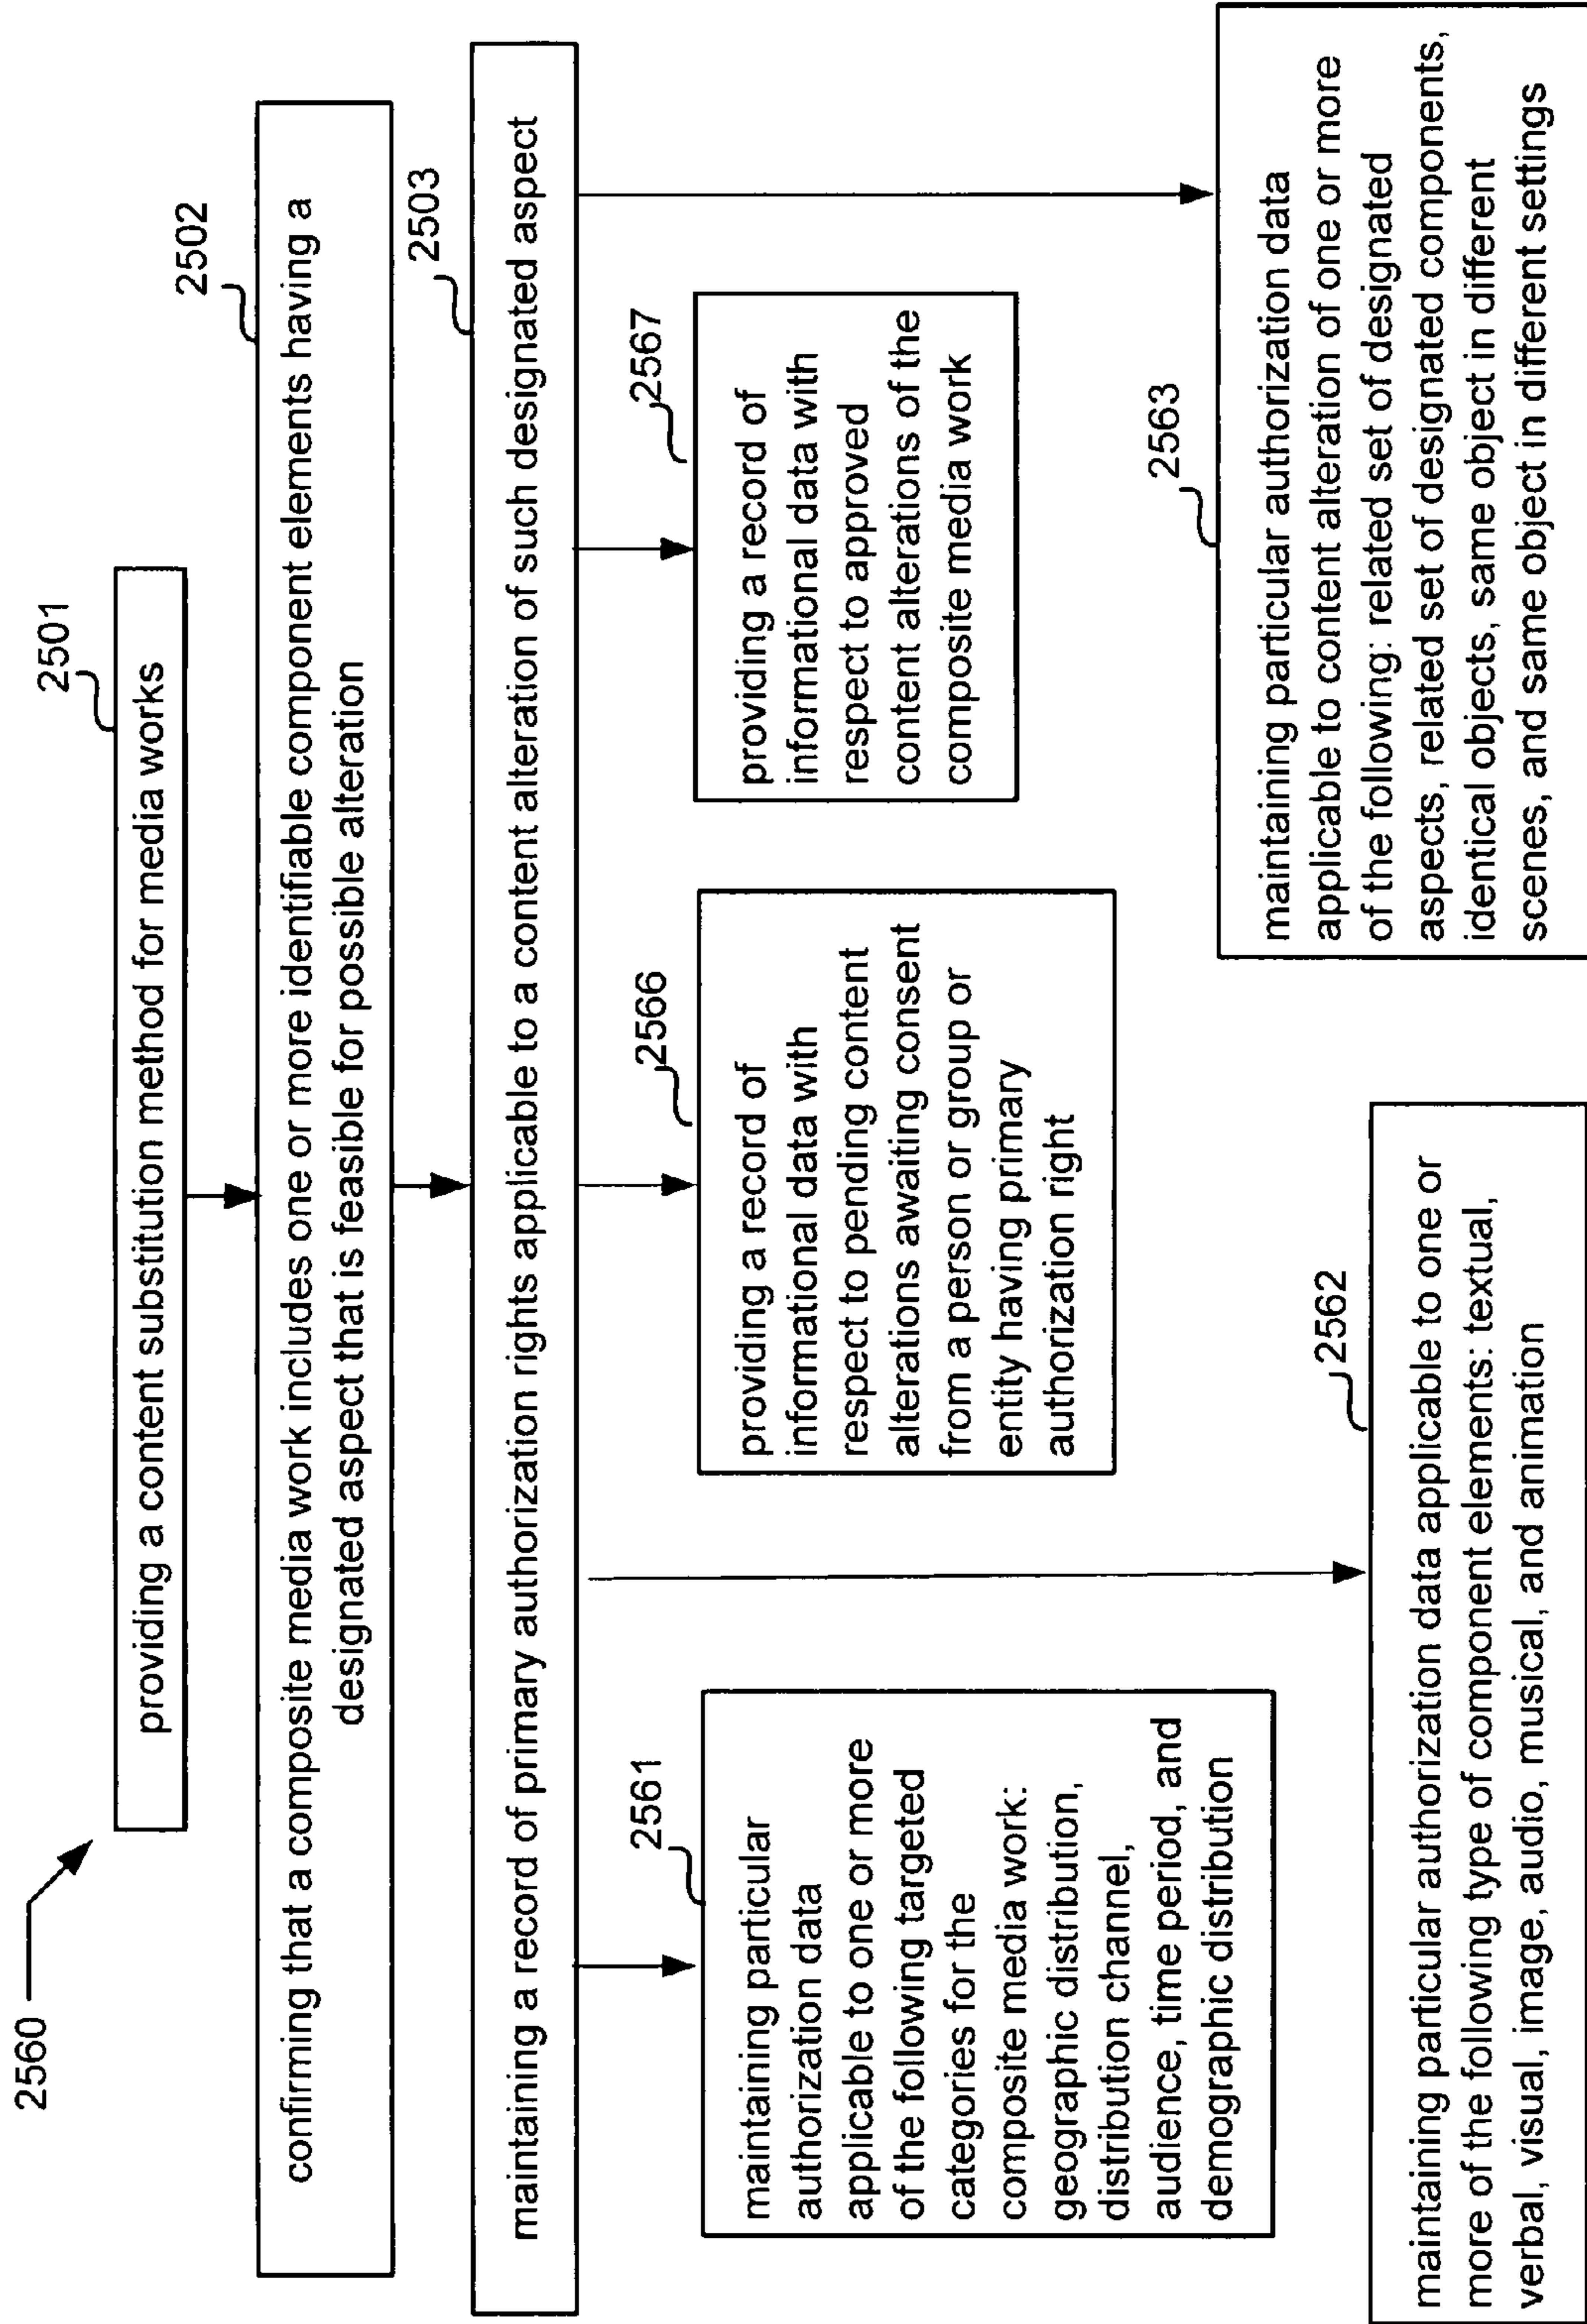 2560
2501
providing a content substitution method for media works
2502
confirming that a composite media work includes one or more identifiable component elements having a
designated aspect that is feasible for possible alteration
2503
maintaining a record of primary authorization rights applicable to a content alteration of such designated aspect
2561
maintaining particular
authorization data
applicable to one or more
of the following targeted
categories for the
composite media work:
geographic distribution,
distribution channel,
audience, time period, and
demographic distribution
2566
providing a record of
informational data with
respect to pending content
alterations awaiting consent
from a person or group or
entity having primary
authorization right
2567
providing a record of
informational data with
respect to approved
content alterations of the
composite media work
2562
maintaining particular authorization data applicable to one or
more of the following type of component elements: textual,
verbal, visual, image, audio, musical, and animation
2563
maintaining particular authorization data
applicable to content alteration of one or more
of the following: related set of designated
aspects, related set of designated components,
identical objects, same object in different
scenes, and same object in different settings